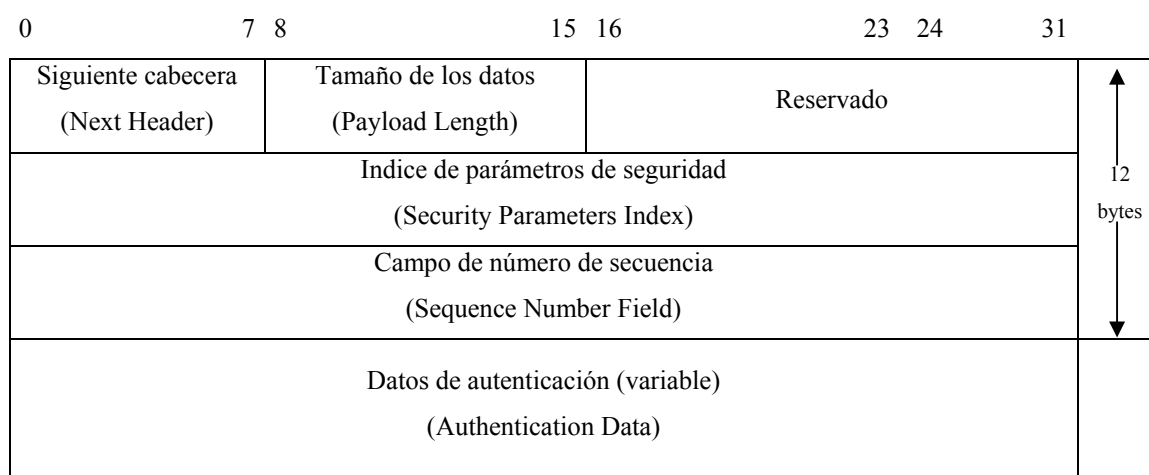 0 7 8 15 16 23 24 31
Siguiente cabecera
(Next Header)
Tamaño de los datos
(Payload Length)
Reservado
Indice de parámetros de seguridad
(Security Parameters Index)
12
bytes
Campo de número de secuencia
(Sequence Number Field)
Datos de autenticación (variable)
(Authentication Data)